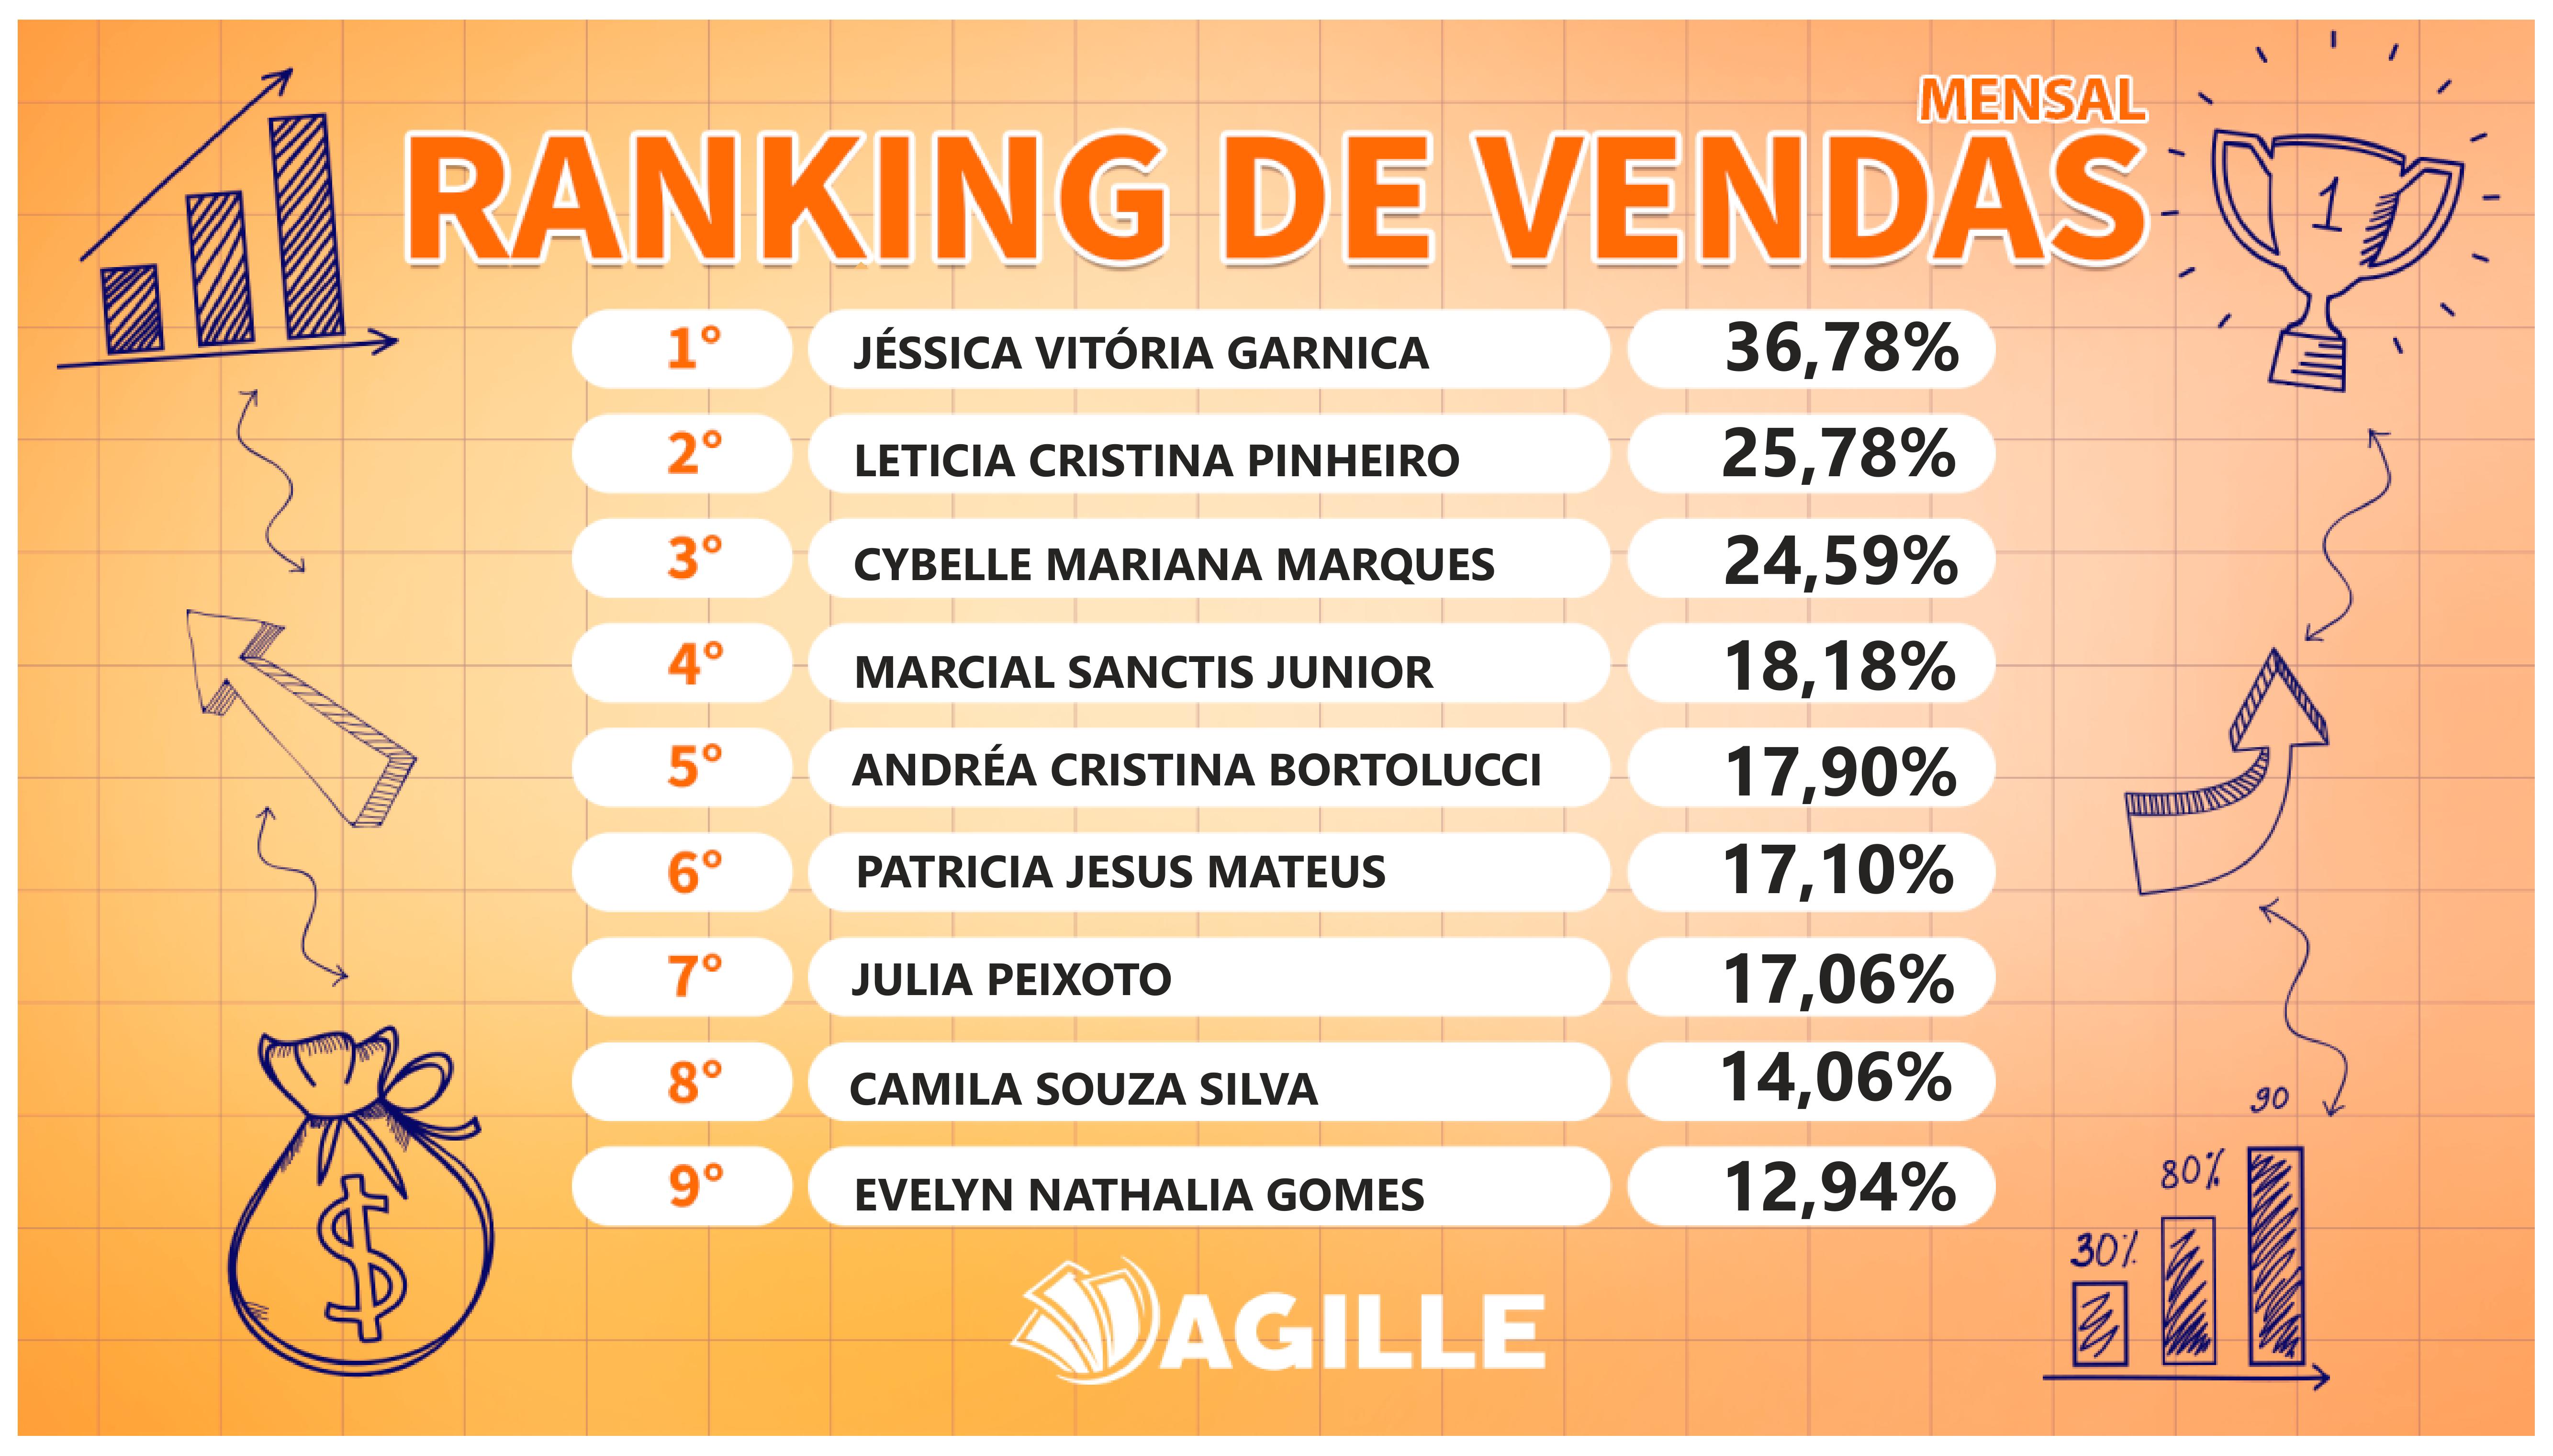 MENSAL
RANKING DE VENDAS
1
1° JÉSSICA VITÓRIA GARNICA 36,78%
2° LETICIA CRISTINA PINHEIRO 25,78%
3° CYBELLE MARIANA MARQUES 24,59%
4° MARCIAL SANCTIS JUNIOR 18,18%
5° ANDRÉA CRISTINA BORTOLUCCI 17,90%
6° PATRICIA JESUS MATEUS 17,10%
7° JULIA PEIXOTO 17,06%
8° CAMILA SOUZA SILVA 14,06%
9° EVELYN NATHALIA GOMES 12,94%
$
30%
80%
90
AGILLE